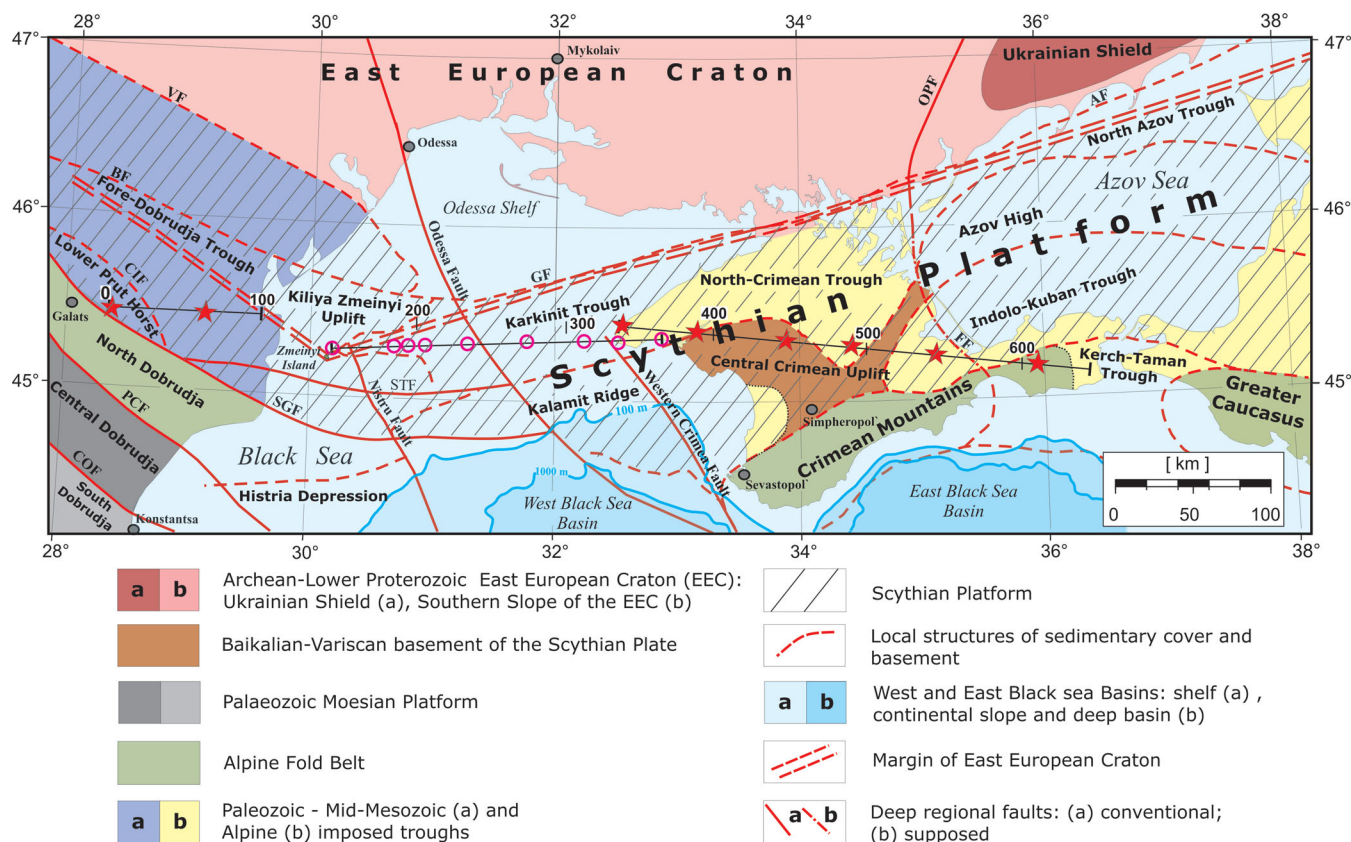 28°
30°
32°
34°
36°
38°
47°
47°
Mykolaiv
Ukrainian Shield
East European Craton
VF
OPF
AF
North Azov Trough
Odessa
BF
Azov Sea
46°
46°
Fore-Dobrudja Trough
Odessa Shelf
Azov High
Platform
Lower Prut Horst
CIF
Odessa Fault
GF
North-Crimean Trough
0
100
Kiliya Zmeinyi
Uplift
200
Karkinit Trough
300
400
500
600
Indolo-Kuban Trough
Galats
Zmeinyi
Island
Scythian
FF
Kerch-Taman
Trough
45°
45°
North Dobrudja
STF
Central Crimean Uplift
Kalamit Ridge
Greater
Caucasus
Central Dobrudja
PCF
SGF
Nistru Fault
100 m
Western Crimea Fault
Simpheropol'
Crimean Mountains
Black Sea
COF
1000 m
Sevastopol'
[ km ]
South
Dobrudja
Histria Depression
West Black Sea
Basin
East Black Sea
Basin
0
50
100
Konstantsa
28°
30°
32°
34°
36°
38°
a
b
Archean-Lower Proterozoic East European Craton (EEC):
Ukrainian Shield (a), Southern Slope of the EEC (b)
Baikalian-Variscan basement of the Scythian Plate
Palaeozoic Moesian Platform
Alpine Fold Belt
a
b
Paleozoic - Mid-Mesozoic (a) and
Alpine (b) imposed troughs
Scythian Platform
Local structures of sedimentary cover and
basement
a
b
West and East Black sea Basins: shelf (a) ,
continental slope and deep basin (b)
Margin of East European Craton
a
b
Deep regional faults: (a) conventional;
(b) supposed